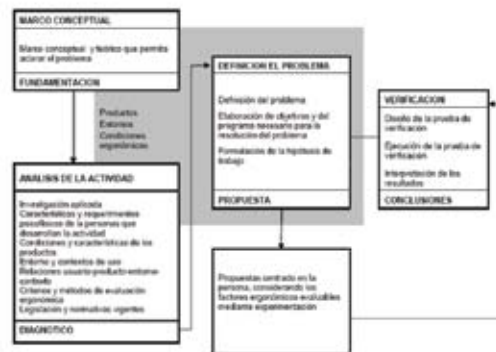 MARCO CONCEPTUAL
Marco conceptual y teórico que permita
aclarar el problema
FUNDAMENTACION
Productos
Entornos
Condiciones
ergonómicas
ANALISIS DE LA ACTIVIDAD
Investigación aplicada
Características y requerimientos
psicofísicos de la personas que
desarrollan la actividad
Condiciones y características de los
productos
Entorno y contextos de uso
Relaciones usuario-producto-entorno-
contexto
Criterios y métodos de evaluación
ergonómica
Legislación y normativas vigentes
DIAGNOTICO
DEFINICION EL PROBLEMA
Definición del problema
Elaboración de objetivos y del
programa necesario para la
resolución del problema
Formulación de la hipótesis de
trabajo
PROPUESTA
Propuestas centrado en la
persona, considerando los
factores ergonómicos evaluables
mediante experimentación
VERIFICACION
Diseño de la prueba de
verificación
Ejecución de la prueba de
verificación
Interpretación de los
resultados
CONCLUSIONES